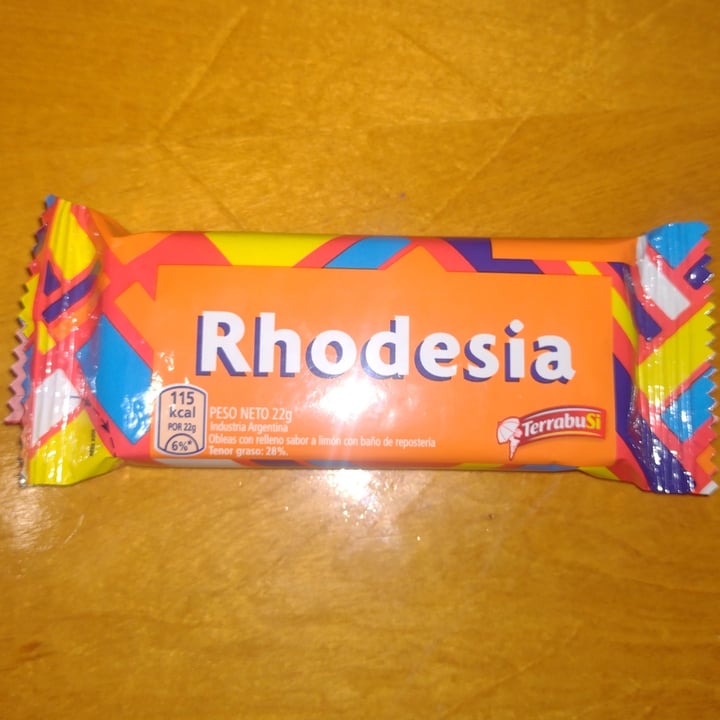 Rhodesia
115
kcal
POR 22g
6%*
PESO NETO 22g
Industria Argentina
Obleas con relleno sabor a limón con baño de repostería
Tenor graso: 28%.
TerrabuSi